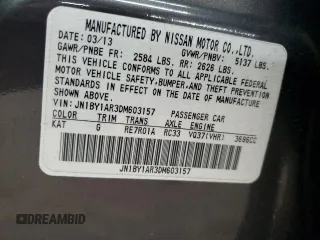 MANUFACTURED BY NISSAN MOTOR CO.,LTD.
DATE: 03/13 GVWR/PNBV: 5137 LBS.
GAWR/PNBE FR: 2584 LBS. RR: 2628 LBS.
THIS VEHICLE CONFORMS TO ALL APPLICABLE FEDERAL
MOTOR VEHICLE SAFETY,BUMPER,AND THEFT PREVENTION
STANDARDS IN EFFECT ON THE DATE OF MANUFACTURE
SHOWN ABOVE.
VIN: JN1BY1AR3DM603157 PASSENGER CAR
COLOR TRIM TRANS AXLE ENGINE
KAT G RE7R01A RC33 VQ37(VHR) 3696CC
JN1BY1AR3DM603157
DREAMBID